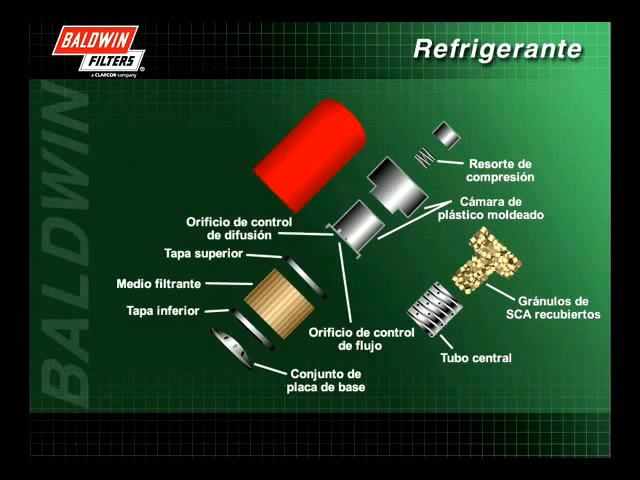 BALDWIN
FILTERS
a CLARCOR company
Refrigerante
BALDWIN
Resorte de
compresión
Cámara de
plástico moldeado
Orificio de control
de difusión
Tapa superior
Medio filtrante
Tapa inferior
Gránulos de
SCA recubiertos
Orificio de control
de flujo
Tubo central
Conjunto de
placa de base